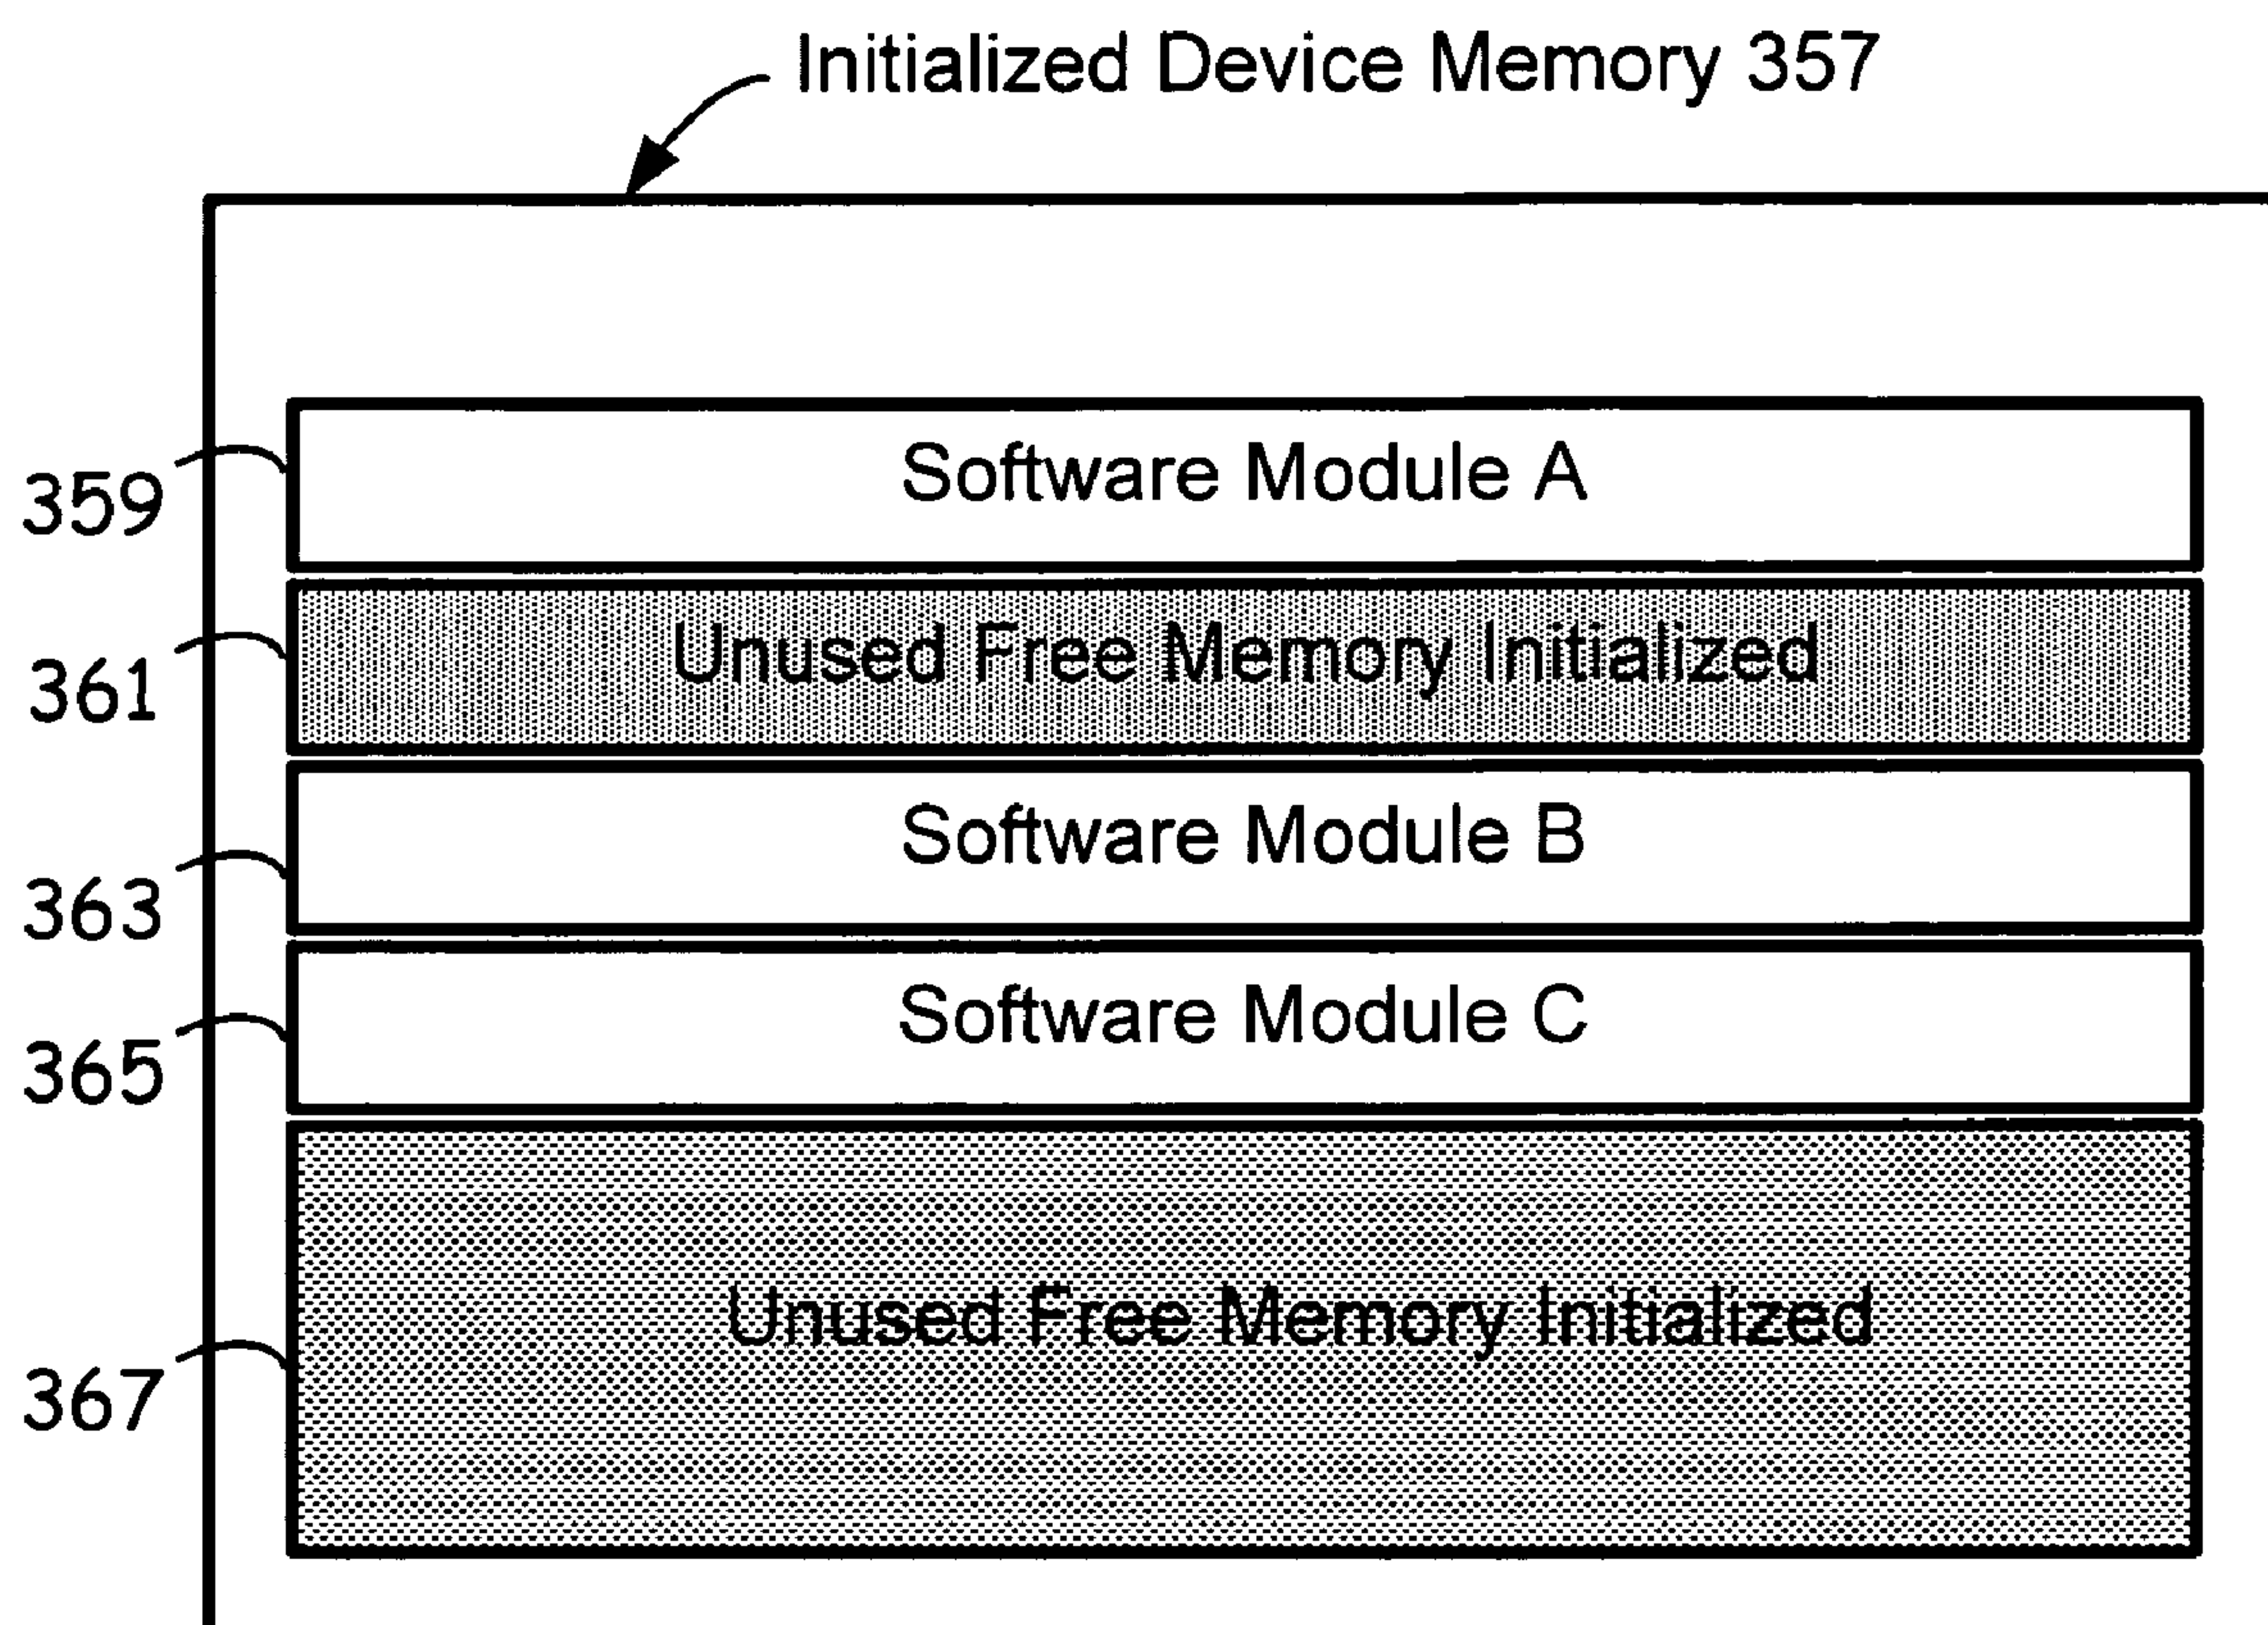 Initialized Device Memory 357
359
Software Module A
361
Unused Free Memory Initialized
363
Software Module B
365
Software Module C
367
Unused Free Memory Initialized